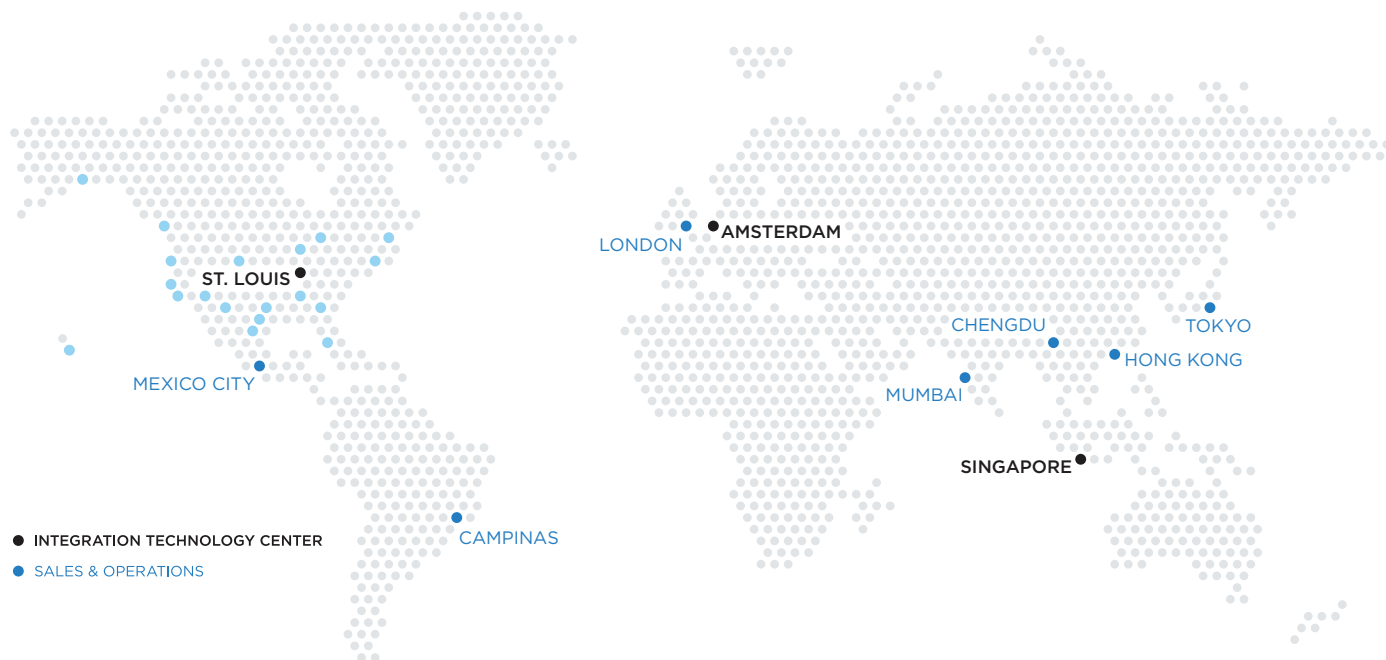 LONDON
AMSTERDAM
ST. LOUIS
CHENGDU
TOKYO
HONG KONG
MEXICO CITY
MUMBAI
SINGAPORE
CAMPINAS
INTEGRATION TECHNOLOGY CENTER
SALES & OPERATIONS